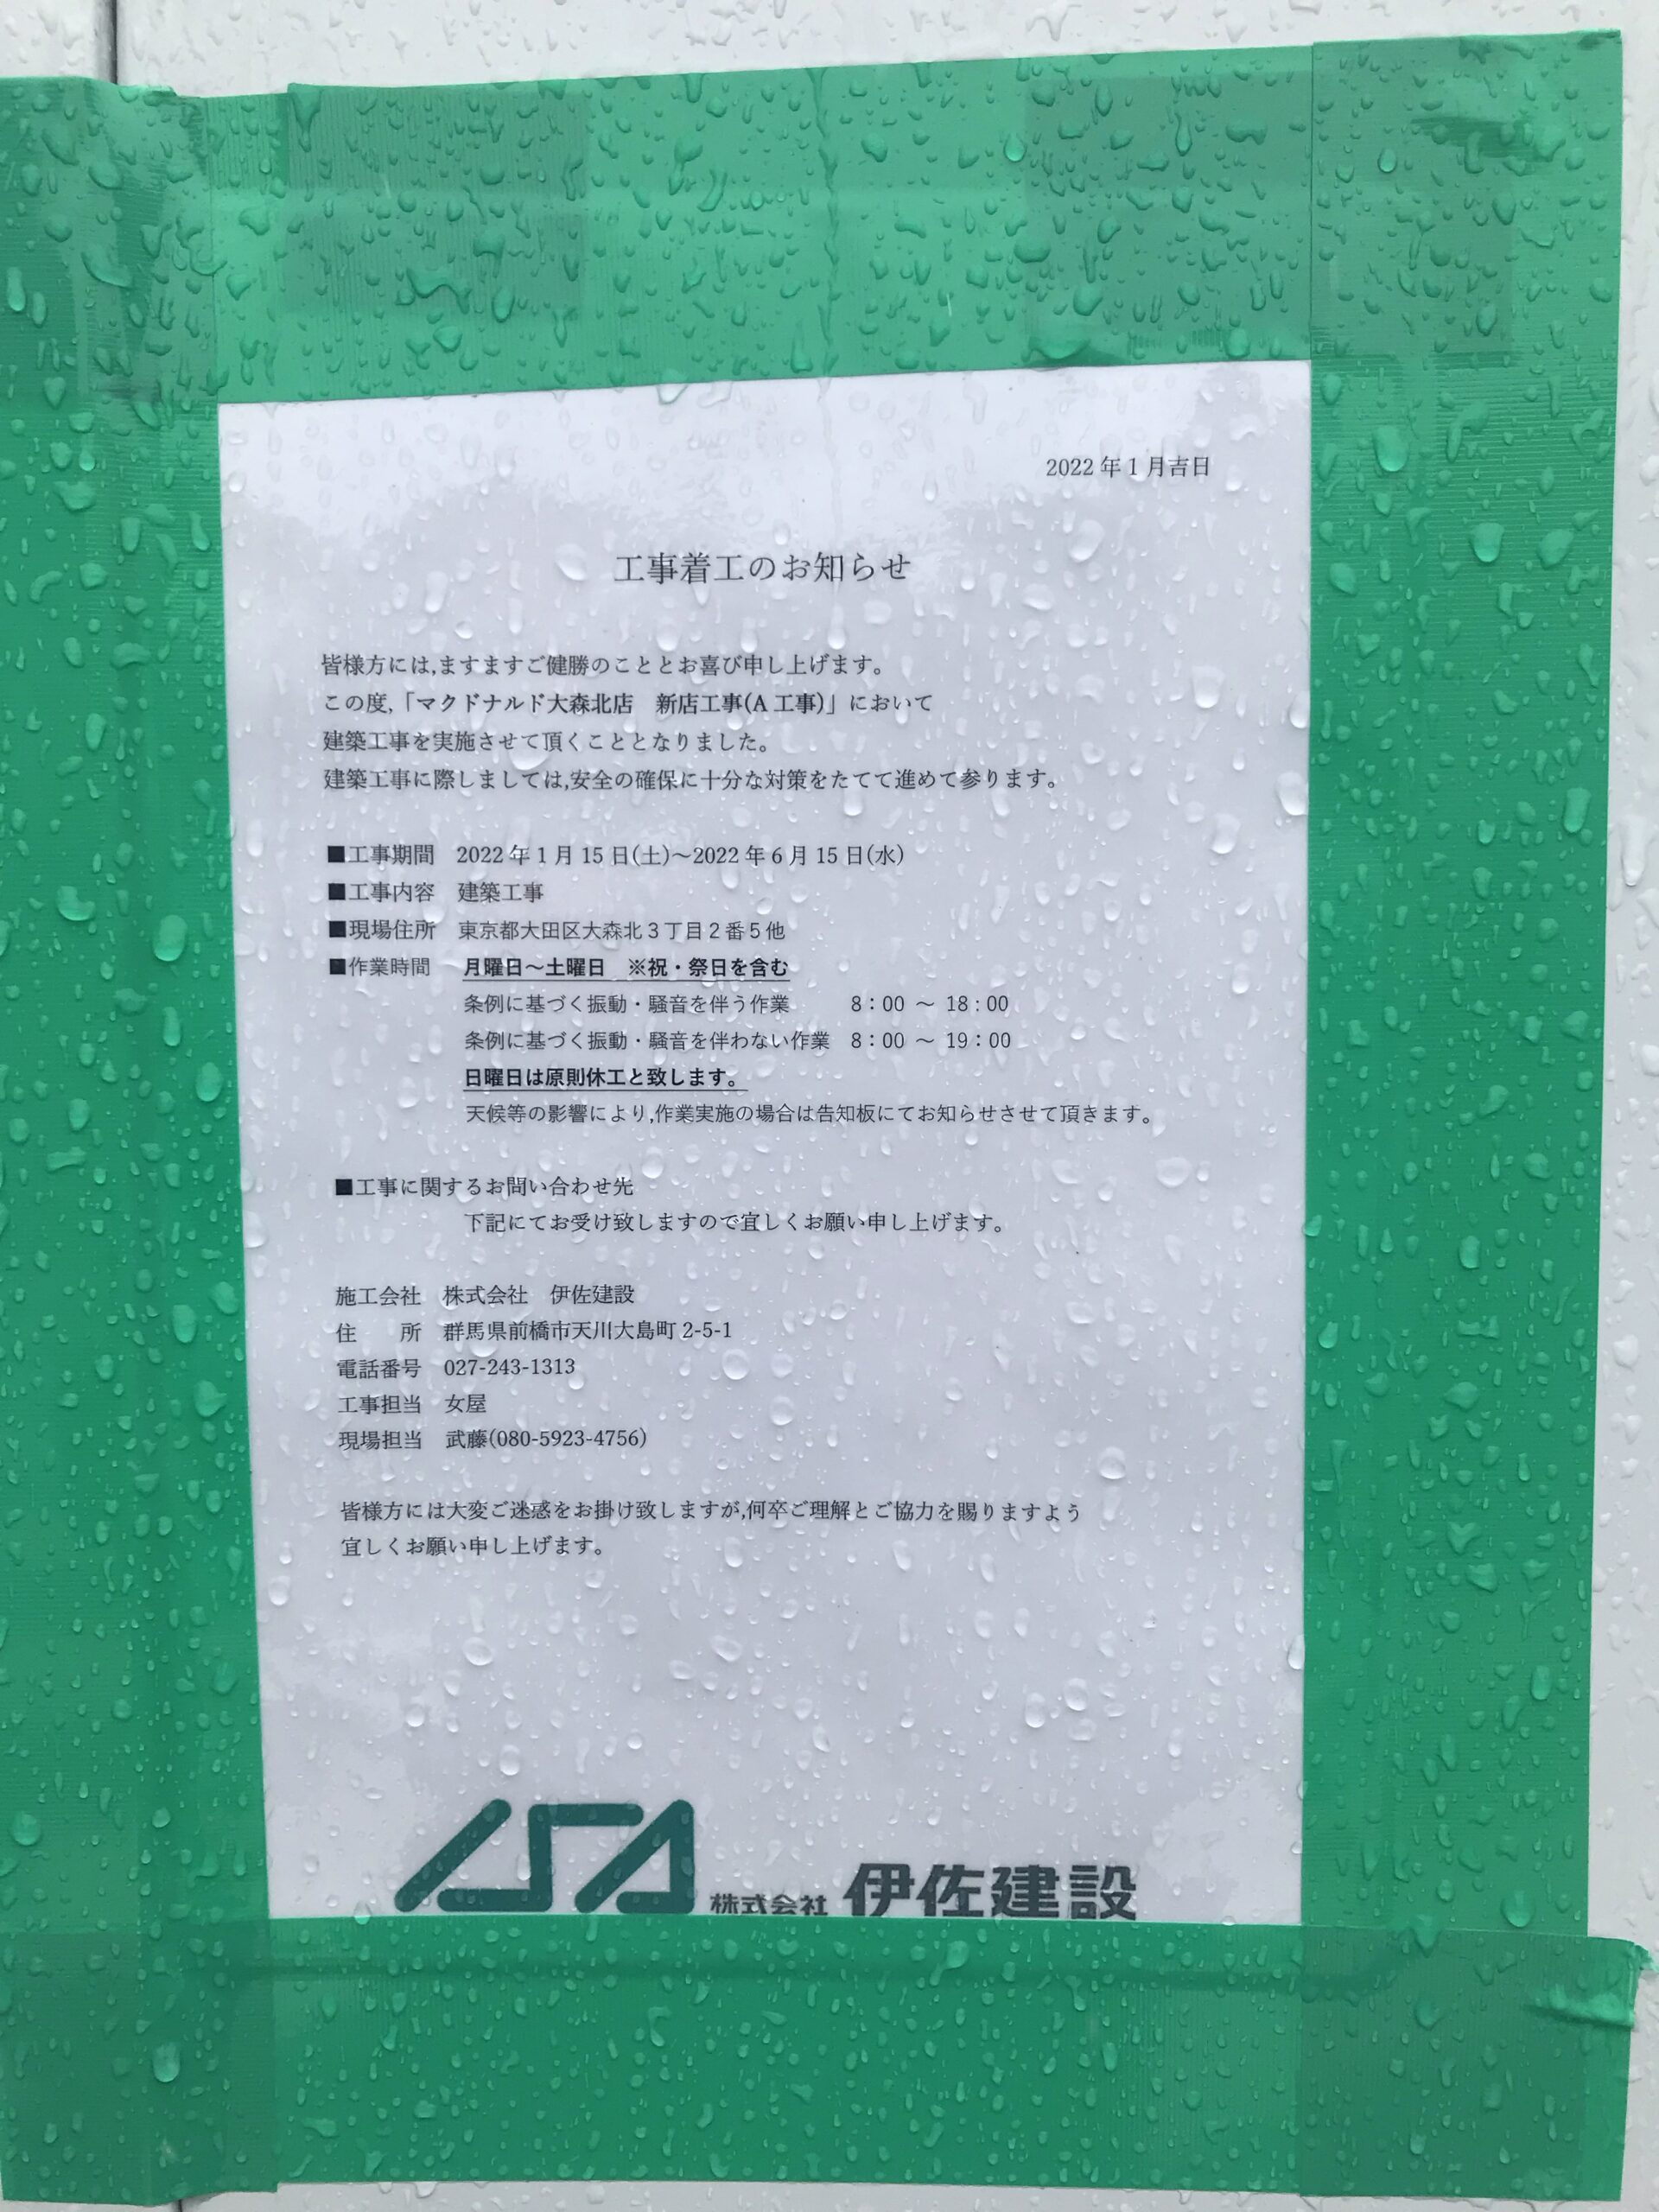 2022年1月吉日
工事着工のお知らせ
皆様方には,ますますご健勝のこととお喜び申し上げます。
この度,「マクドナルド大森北店　新店工事(A工事)」において
建築工事を実施させて頂くこととなりました。
建築工事に際しましては,安全の確保に十分な対策をたてて進めて参ります。
■工事期間　2022年1月15日(土)～2022年6月15日(水)
■工事内容　建築工事
■現場住所　東京都大田区大森北3丁目2番5他
■作業時間　月曜日～土曜日　※祝・祭日を含む
条例に基づく振動・騒音を伴う作業　8：00 ～ 18：00
条例に基づく振動・騒音を伴わない作業　8：00 ～ 19：00
日曜日は原則休工と致します。
天候等の影響により,作業実施の場合は告知板にてお知らせさせて頂きます。
■工事に関するお問い合わせ先
下記にてお受け致しますので宜しくお願い申し上げます。
施工会社　株式会社　伊佐建設
住　　所　群馬県前橋市天川大島町2-5-1
電話番号　027-243-1313
工事担当　女屋
現場担当　武藤(080-5923-4756)
皆様方には大変ご迷惑をお掛け致しますが,何卒ご理解とご協力を賜りますよう
宜しくお願い申し上げます。
ISA 株式会社 伊佐建設